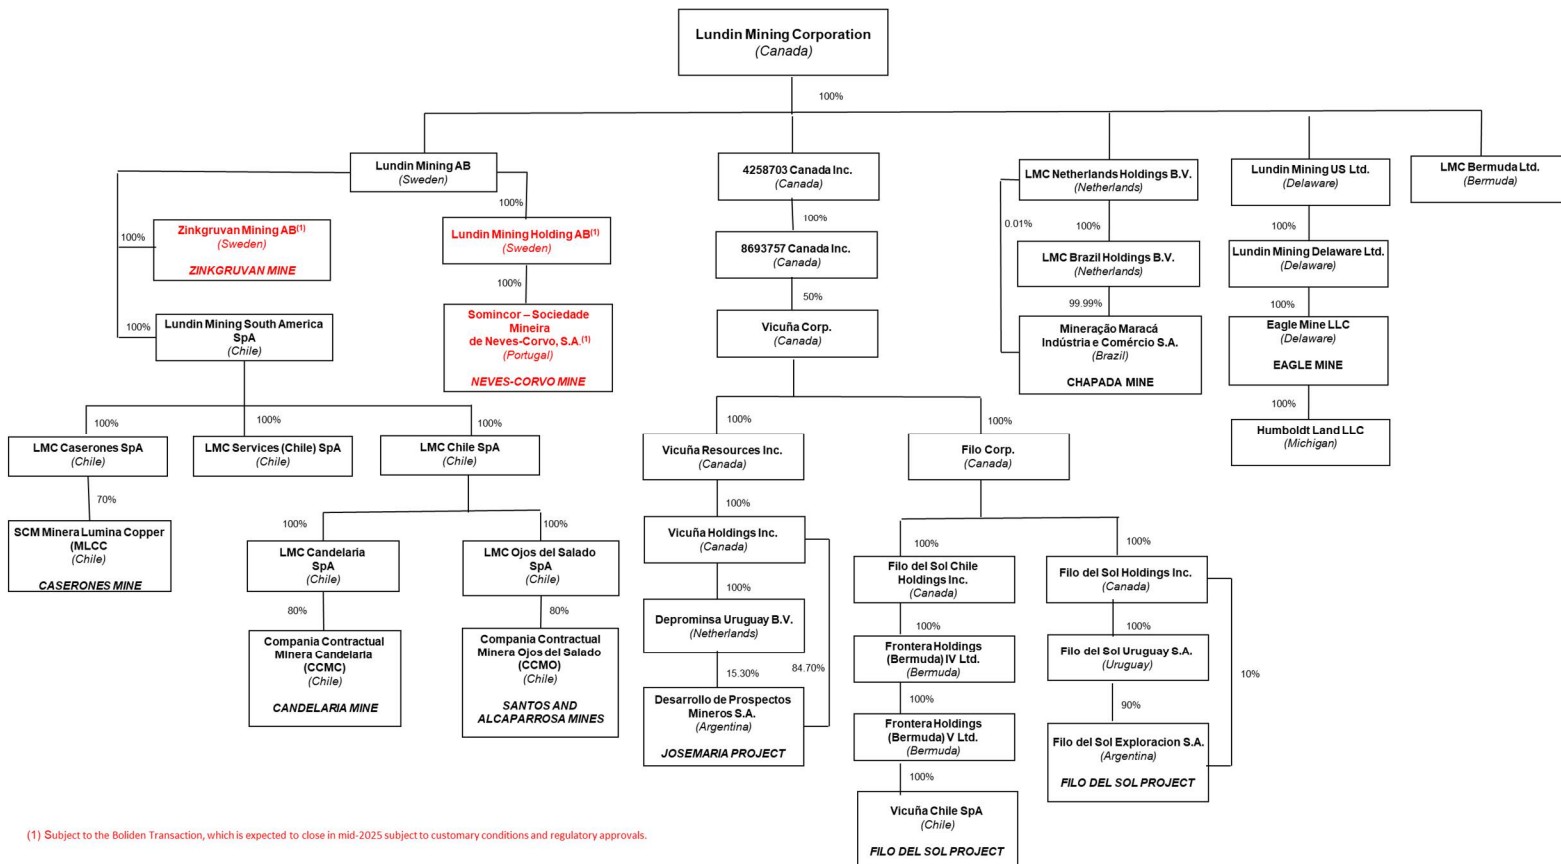 Lundin Mining Corporation
(Canada)
100%
Lundin Mining AB
(Sweden)
4258703 Canada Inc.
(Canada)
LMC Netherlands Holdings B.V.
(Netherlands)
Lundin Mining US Ltd.
(Delaware)
LMC Bermuda Ltd.
(Bermuda)
100%
100%
0.01%
100%
100%
100%
Zinkgruvan Mining AB(1)
(Sweden)
ZINKGRUVAN MINE
Lundin Mining Holding AB(1)
(Sweden)
8693757 Canada Inc.
(Canada)
LMC Brazil Holdings B.V.
(Netherlands)
Lundin Mining Delaware Ltd.
(Delaware)
100%
50%
99.99%
100%
100%
Lundin Mining South America
SpA
(Chile)
Somincor – Sociedade
Mineira
de Neves-Corvo, S.A.(1)
(Portugal)
NEVES-CORVO MINE
Vicuña Corp.
(Canada)
Mineração Maracá
Indústria e Comércio S.A.
(Brazil)
CHAPADA MINE
Eagle Mine LLC
(Delaware)
EAGLE MINE
100%
100%
100%
100%
100%
100%
LMC Caserones SpA
(Chile)
LMC Services (Chile) SpA
(Chile)
LMC Chile SpA
(Chile)
Vicuña Resources Inc.
(Canada)
Filo Corp.
(Canada)
Humboldt Land LLC
(Michigan)
70%
100%
100%
100%
SCM Minera Lumina Copper
(MLCC
(Chile)
CASERONES MINE
LMC Candelaria
SpA
(Chile)
LMC Ojos del Salado
SpA
(Chile)
Vicuña Holdings Inc.
(Canada)
100%
100%
Filo del Sol Chile
Holdings Inc.
(Canada)
Filo del Sol Holdings Inc.
(Canada)
80%
80%
100%
100%
100%
Compania Contractual
Minera Candelaria
(CCMC)
(Chile)
CANDELARIA MINE
Compania Contractual
Minera Ojos del Salado
(CCMO)
(Chile)
SANTOS AND
ALCAPARROSA MINES
Deprominsa Uruguay B.V.
(Netherlands)
Frontera Holdings
(Bermuda) IV Ltd.
(Bermuda)
Filo del Sol Uruguay S.A.
(Uruguay)
15.30%
84.70%
100%
90%
10%
Desarrollo de Prospectos
Mineros S.A.
(Argentina)
JOSEMARIA PROJECT
Frontera Holdings
(Bermuda) V Ltd.
(Bermuda)
Filo del Sol Exploracion S.A.
(Argentina)
FILO DEL SOL PROJECT
100%
Vicuña Chile SpA
(Chile)
FILO DEL SOL PROJECT
(1) Subject to the Boliden Transaction, which is expected to close in mid-2025 subject to customary conditions and regulatory approvals.